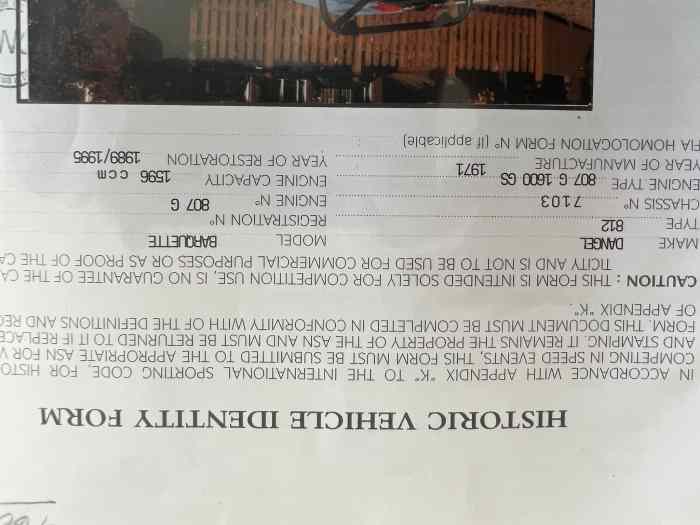 HISTORIC VEHICLE IDENTITY FORM
IN ACCORDANCE WITH APPENDIX "K" TO THE INTERNATIONAL SPORTING CODE, FOR
COMPETING IN SPEED EVENTS, THIS FORM MUST BE SUBMITTED TO THE APPROPRIATE ASN FOR
AND STAMPING. IT REMAINS THE PROPERTY OF THE ASN AND MUST BE RETURNED TO IT IF
FORM. THIS DOCUMENT MUST BE COMPLETED IN CONFORMITY WITH OF THE DEFINITIONS AND
OF APPENDIX "K".
CAUTION : THIS FORM IS INTENDED SOLELY FOR COMPETITION USE, IS NO GUARANTEE OF THE
TICITY AND IS NOT TO BE USED FOR COMMERCIAL PURPOSES OR AS PROOF OF THE
MAKE DANGEL MODEL BARQUETTE
TYPE 812 REGISTRATION N°
CHASSIS N° 7103 ENGINE N° 807 G
ENGINE TYPE 807 G 1600 GS ENGINE CAPACITY 1596 ccm
YEAR OF MANUFACTURE 1971 YEAR OF RESTORATION 1989/1995
FIA HOMOLOGATION FORM N° (if applicable)